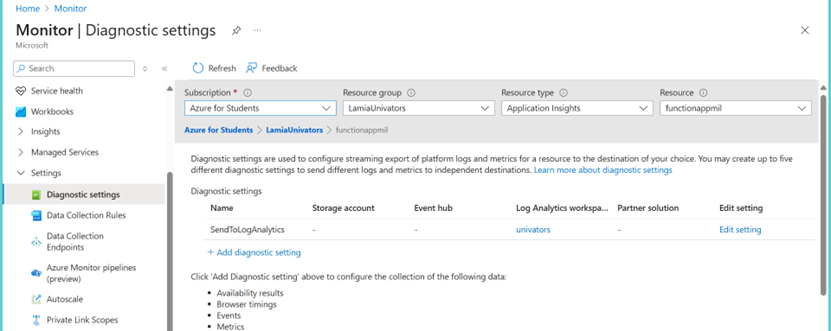 Home > Monitor
Monitor | Diagnostic settings
Microsoft
Search
Service health
Workbooks
Insights
Managed Services
Settings
Diagnostic settings
Data Collection Rules
Data Collection
Endpoints
Azure Monitor pipelines
(preview)
Autoscale
Private Link Scopes
Refresh Feedback
Subscription * Resource group Resource type Resource
Azure for Students LamiaUnivators Application Insights functionappmil
Azure for Students > LamiaUnivators > functionappmil
Diagnostic settings are used to configure streaming export of platform logs and metrics for a resource to the destination of your choice. You may create up to five
different diagnostic settings to send different logs and metrics to independent destinations. Learn more about diagnostic settings
Diagnostic settings
Name Storage account Event hub Log Analytics workspa... Partner solution Edit setting
SendToLogAnalytics - - univators - Edit setting
+ Add diagnostic setting
Click 'Add Diagnostic setting' above to configure the collection of the following data:
• Availability results
• Browser timings
• Events
• Metrics